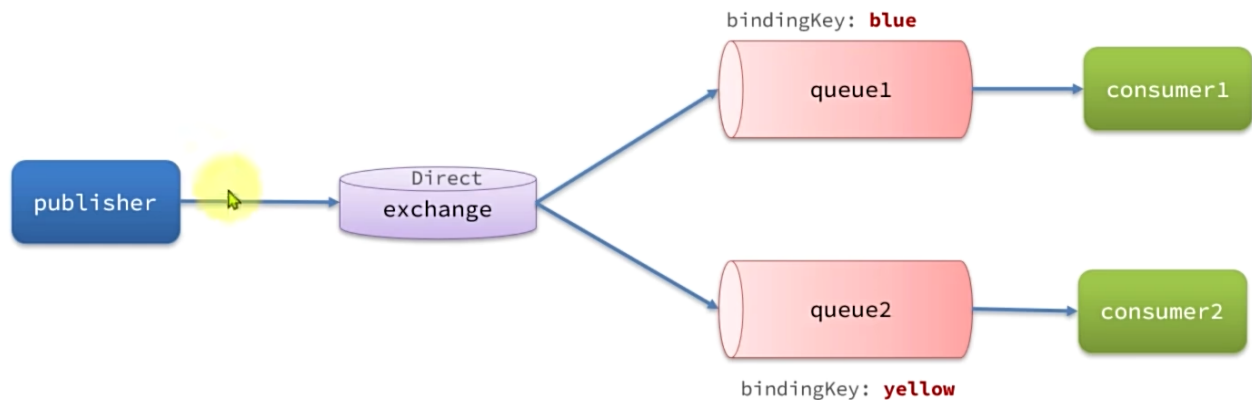 bindingKey: blue
queue1
consumer1
publisher
Direct
exchange
queue2
consumer2
bindingKey: yellow